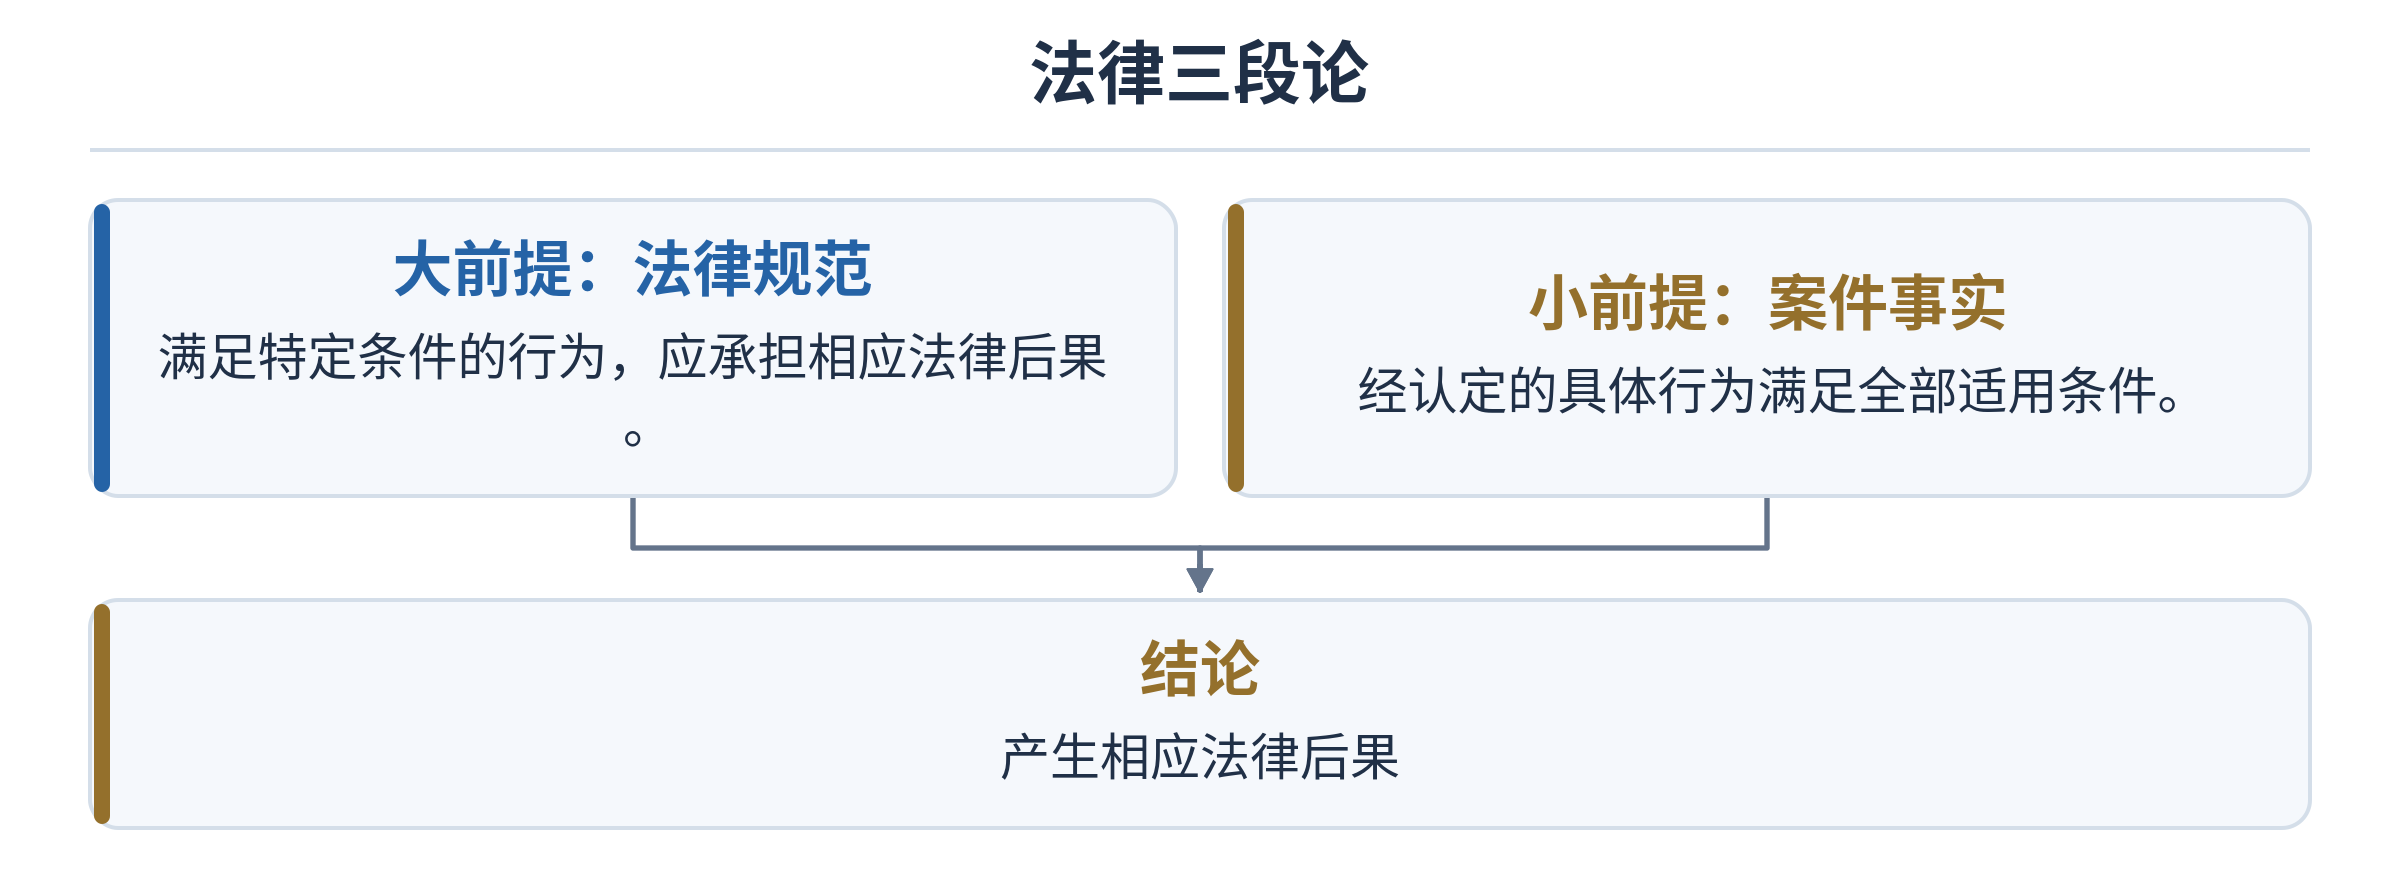 法律三段论
大前提：法律规范
满足特定条件的行为，应承担相应法律后果
。
小前提：案件事实
经认定的具体行为满足全部适用条件。
结论
产生相应法律后果